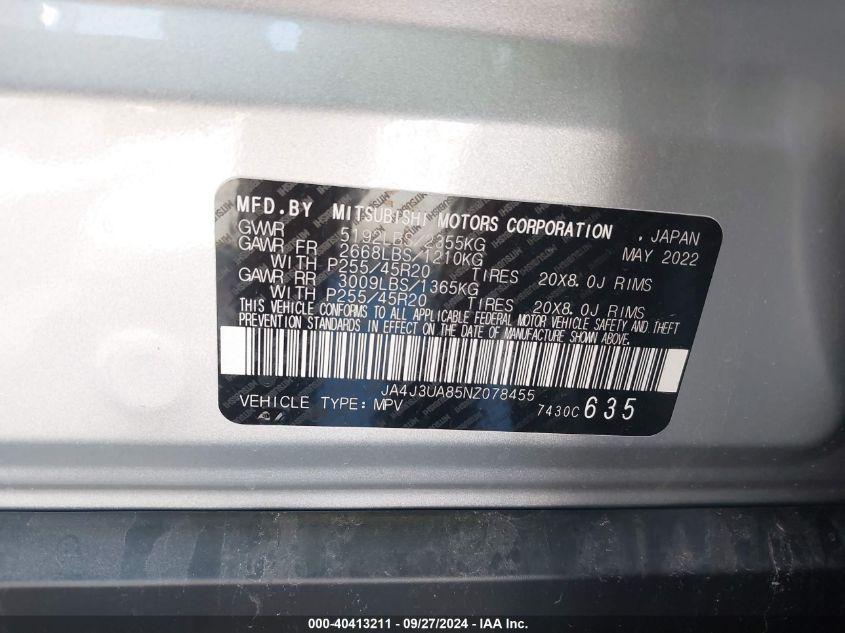 MFD.BY MITSUBISHI MOTORS CORPORATION , JAPAN
GVWR 5192LBS/2355KG MAY 2022
GAWR FR 2668LBS/1210KG
WITH P255/45R20 TIRES 20X8.0J RIMS
GAWR RR 3009LBS/1365KG
WITH P255/45R20 TIRES 20X8.0J RIMS
THIS VEHICLE CONFORMS TO ALL APPLICABLE FEDERAL MOTOR VEHICLE SAFETY AND THEFT
PREVENTION STANDARDS IN EFFECT ON THE DATE OF MANUFACTURE SHOWN ABOVE.
JA4J3UA85NZ078455
VEHICLE TYPE: MPV 7430C 635
000-40413211 - 09/27/2024 - IAA Inc.